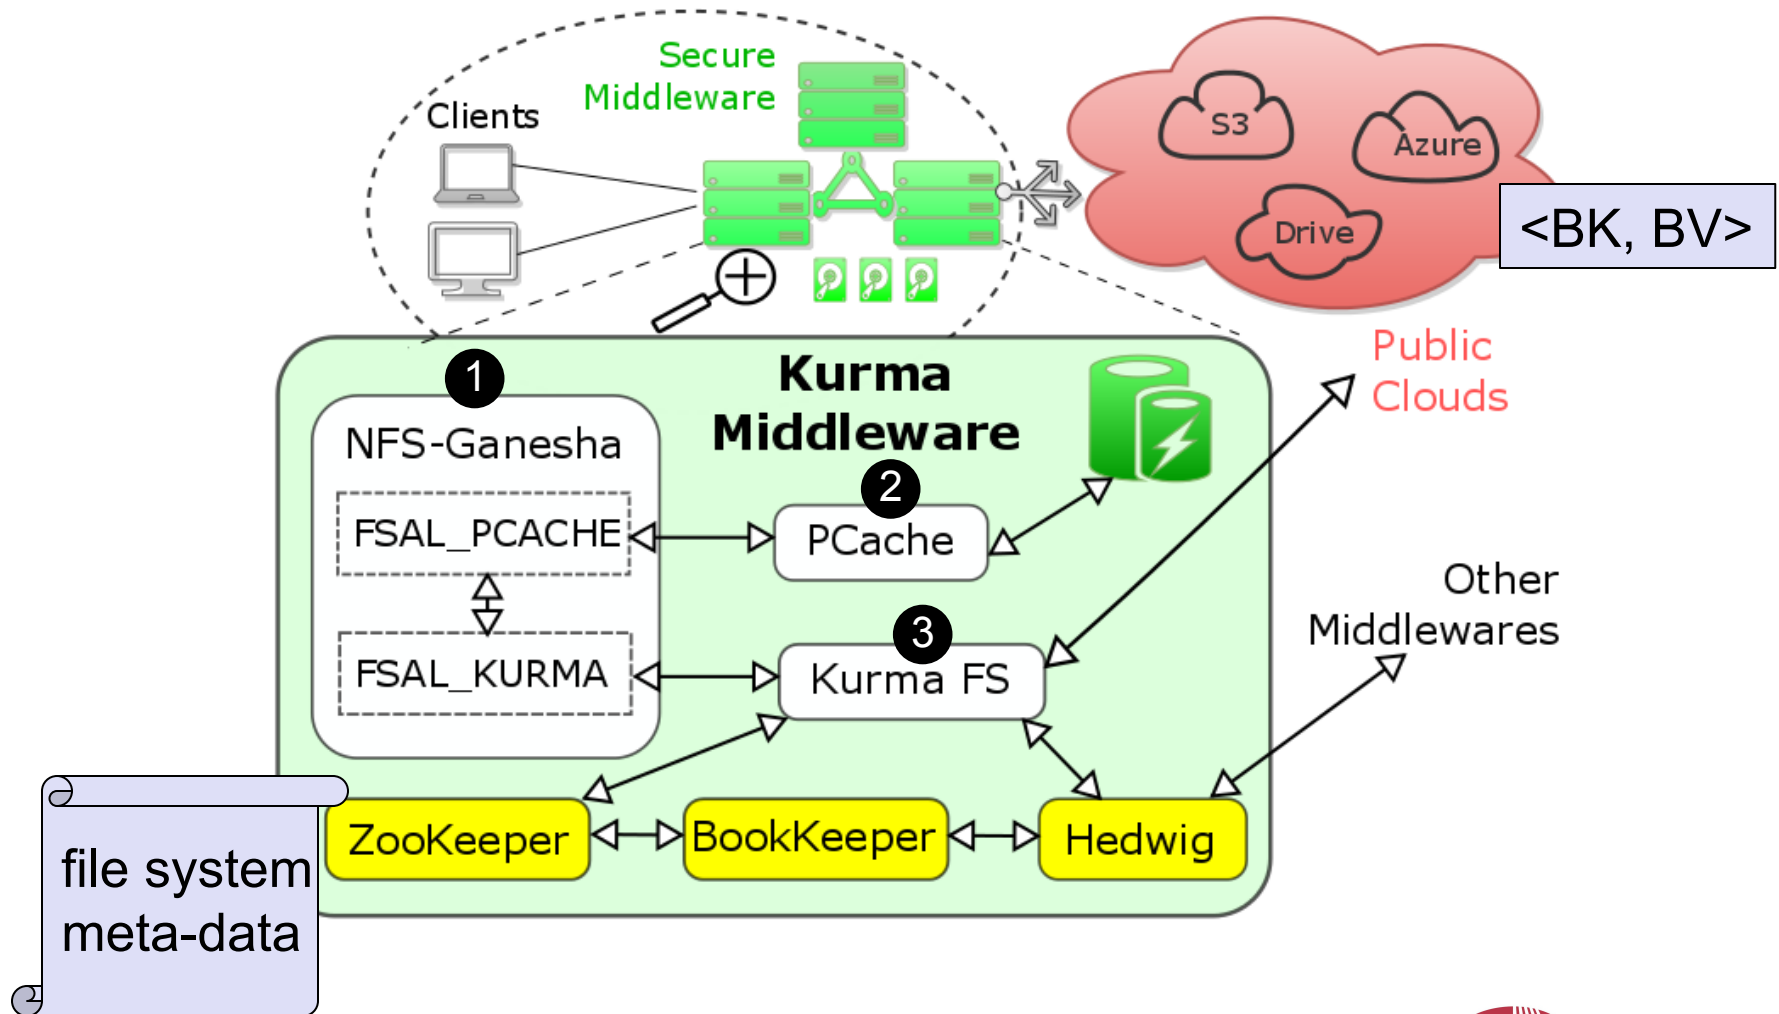 Secure
Middleware
Clients
S3
Azure
Drive
<BK, BV>
Public
Clouds
1
Kurma
Middleware
NFS-Ganesha
2
FSAL_PCACHE
PCache
3
FSAL_KURMA
Kurma FS
Other
Middlewares
ZooKeeper
BookKeeper
Hedwig
file system
meta-data